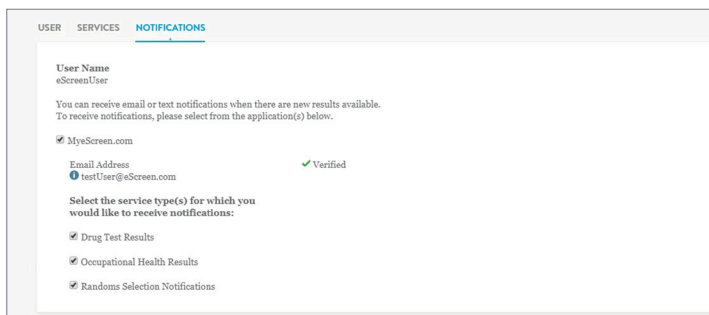 USER SERVICES NOTIFICATIONS
User Name
eScreenUser
You can receive email or text notifications when there are new results available.
To receive notifications, please select from the application(s) below.
MyeScreen.com
Email Address Verified
testUser@eScreen.com
Select the service type(s) for which you
would like to receive notifications:
Drug Test Results
Occupational Health Results
Randoms Selection Notifications